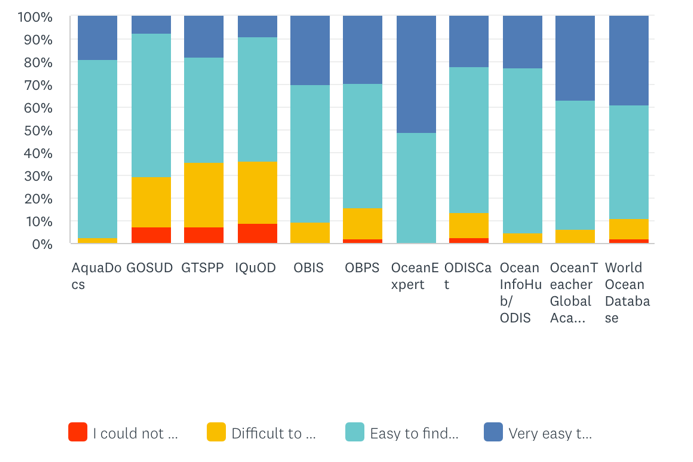 100%
90%
80%
70%
60%
50%
40%
30%
20%
10%
0%
AquaDo
cs
GOSUD
GTSPP
IQuOD
OBIS
OBPS
OceanE
xpert
ODISCa
t
Ocean
InfoHu
b/
ODIS
OceanT
eacher
Global
Aca...
World
Ocean
Databa
se
I could not ...
Difficult to ...
Easy to find...
Very easy t...